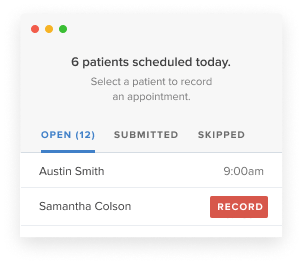 6 patients scheduled today.
Select a patient to record
an appointment.
OPEN (12) SUBMITTED SKIPPED
Austin Smith 9:00am
Samantha Colson RECORD